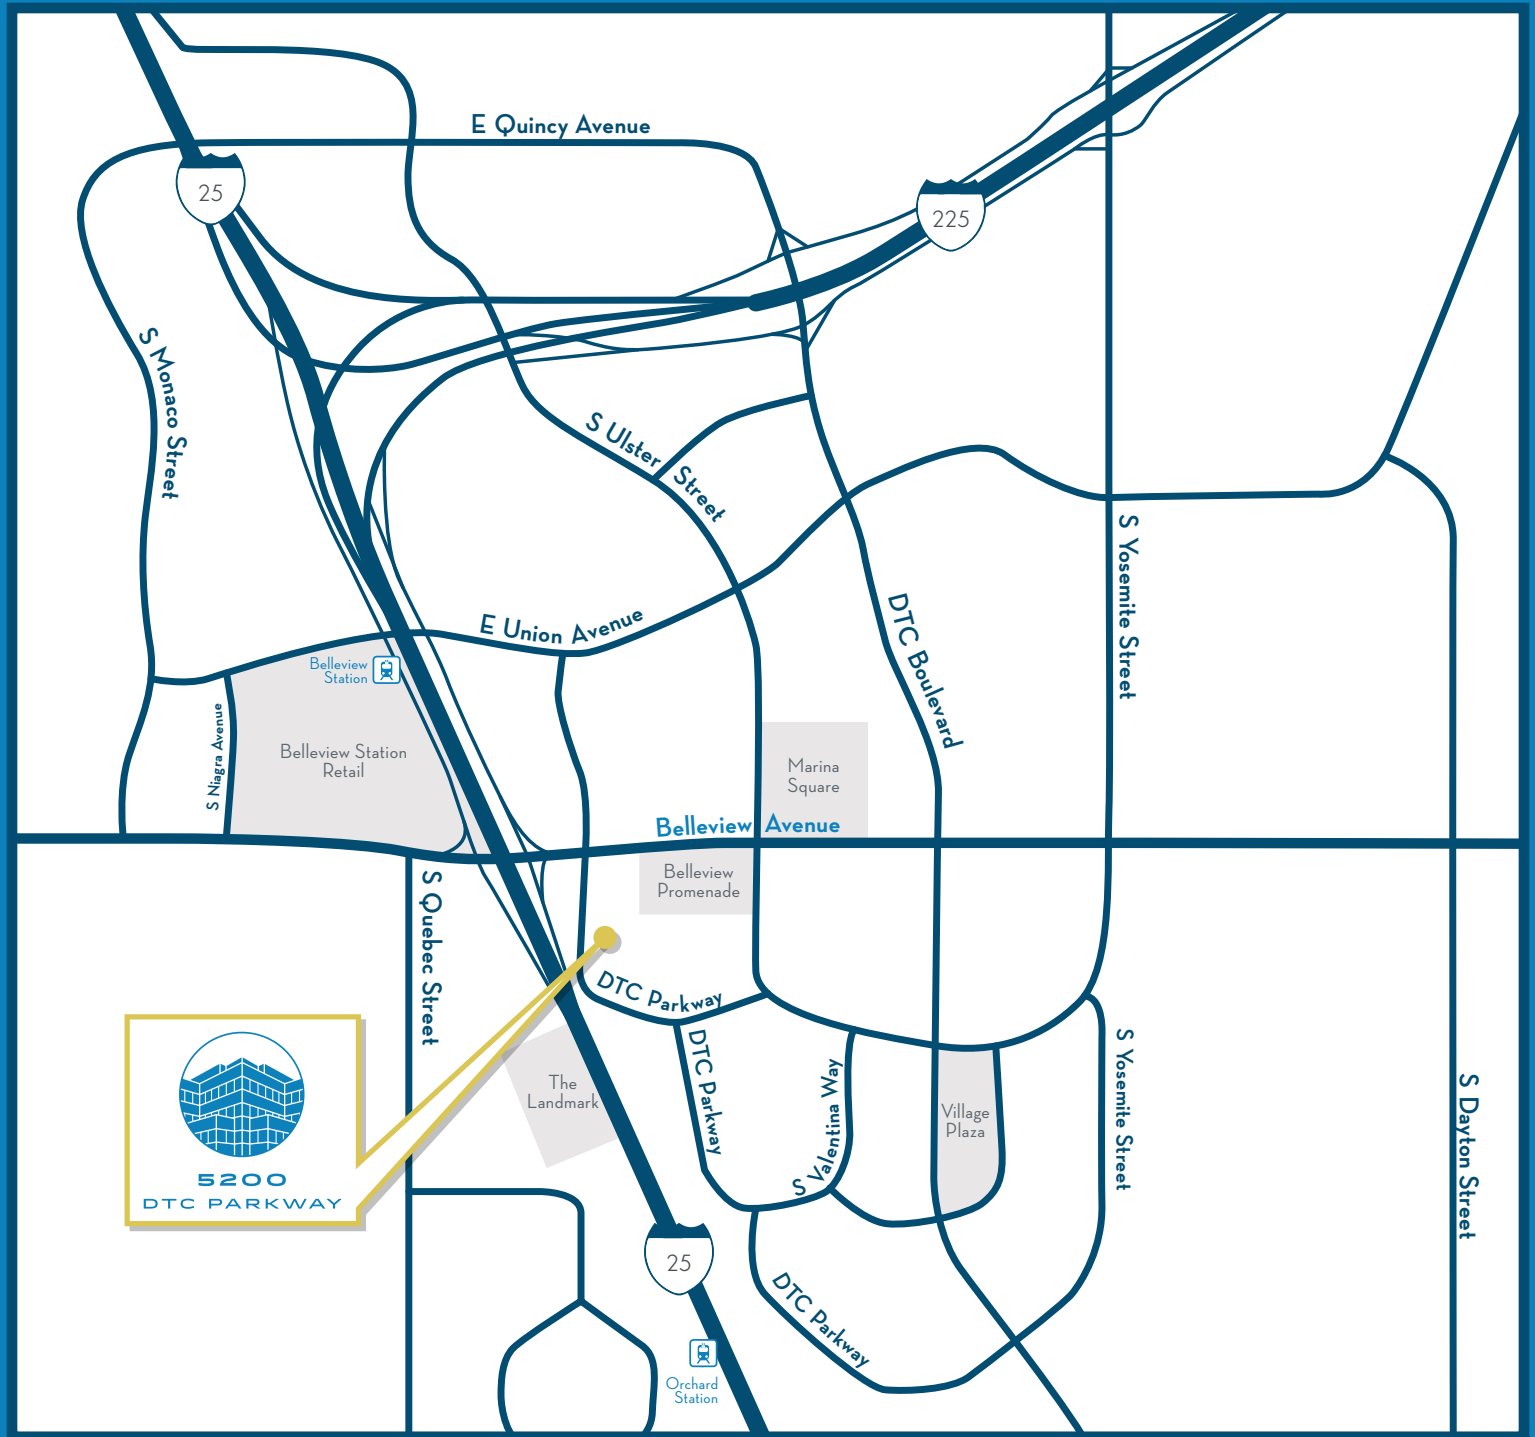 E Quincy Avenue
25
225
S Monaco Street
S Ulster Street
S Yosemite Street
E Union Avenue
DTC Boulevard
Belleview
Station
S Niagra Avenue
Belleview Station
Retail
Marina
Square
Belleview Avenue
Belleview
Promenade
S Quebec Street
DTC Parkway
DTC Parkway
S Yosemite Street
The
Landmark
S Valentina Way
Village
Plaza
S Dayton Street
5200
DTC PARKWAY
25
DTC Parkway
Orchard
Station